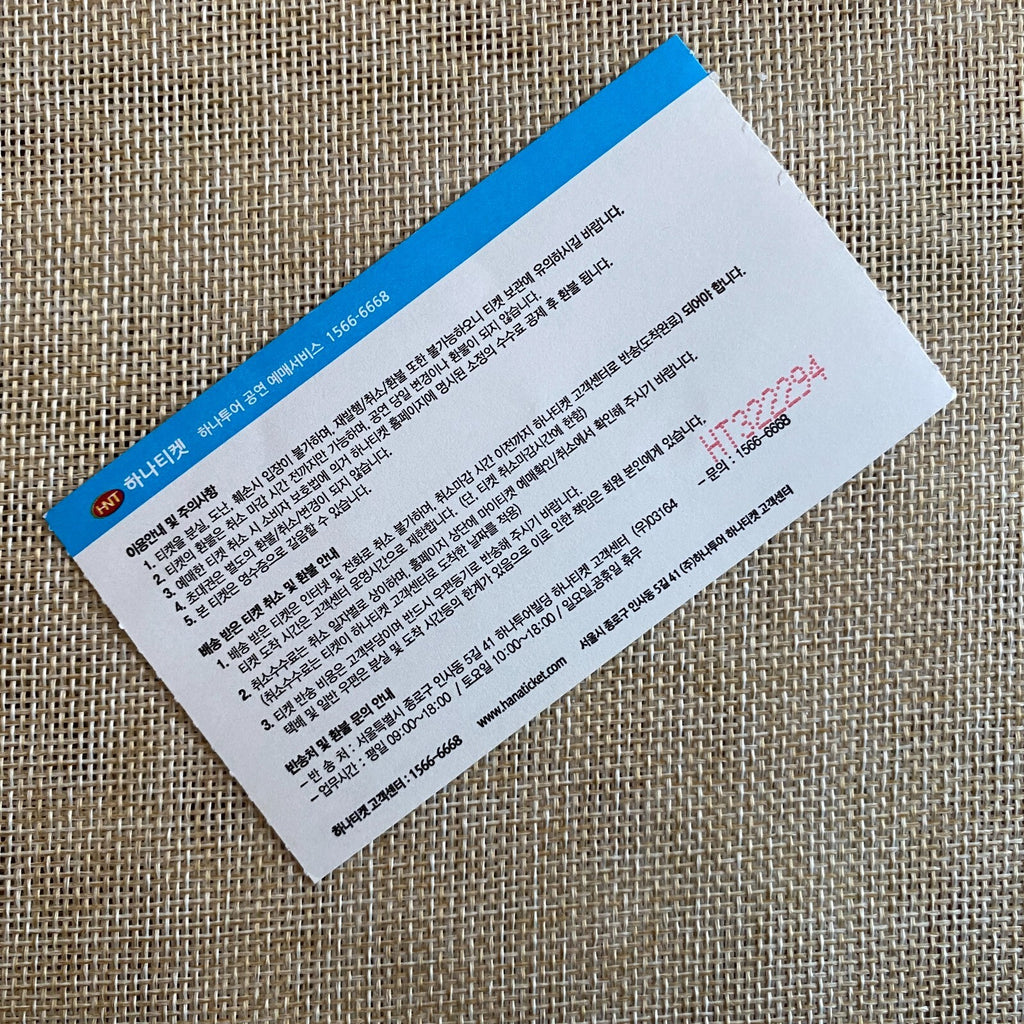 HNT 하나티켓 하나투어 공연 예매서비스 1566-6668
이용안내 및 주의사항
1. 티켓을 분실, 도난, 훼손시 입장이 불가하며, 재발행/취소/환불 또한 불가능하오니 티켓 보관에 유의하시길 바랍니다.
2. 티켓의 환불은 취소 마감 시간 전까지만 가능하며, 공연 당일 변경이나 환불이 되지 않습니다.
3. 예매한 티켓 취소 시 소비자 보호법에 의거 하나티켓 홈페이지에 명시된 소정의 수수료 공제 후 환불 됩니다.
4. 초대권은 별도의 환불/취소/변경이 되지 않습니다.
5. 본 티켓은 영수증으로 갈음할 수 있습니다.
배송 받은 티켓 취소 및 환불 안내
1. 배송 받은 티켓은 인터넷 및 전화로 취소 불가하며, 취소마감 시간 이전까지 하나티켓 고객센터로 반송(도착완료) 되어야 합니다.
티켓 도착 시간은 고객센터 운영시간으로 제한합니다. (단, 티켓 취소마감시간에 한함)
2. 취소수수료는 취소 일자별로 상이하며, 홈페이지 상단에 마이티켓 예매확인/취소에서 확인해 주시기 바랍니다.
(취소수수료는 티켓이 하나티켓 고객센터로 도착한 날짜를 적용)
3. 티켓 반송 비용은 고객부담이며 반드시 우편등기로 반송해 주시기 바랍니다.
택배 및 일반 우편은 분실 및 도착 시간등의 한계가 있음으로 이로 인한 책임은 회원 본인에게 있습니다.
HT322294
반송처 및 환불 문의 안내
- 반 송 처 : 서울특별시 종로구 인사동 5길 41 하나투어빌딩 하나티켓 고객센터 (우)03164 - 문의 : 1566-6668
- 업무시간 : 평일 09:00~18:00 / 토요일 10:00~18:00 / 일요일,공휴일 휴무
하나티켓 고객센터 : 1566-6668 www.hanaticket.com 서울시 종로구 인사동 5길 41 (주)하나투어 하나티켓 고객센터